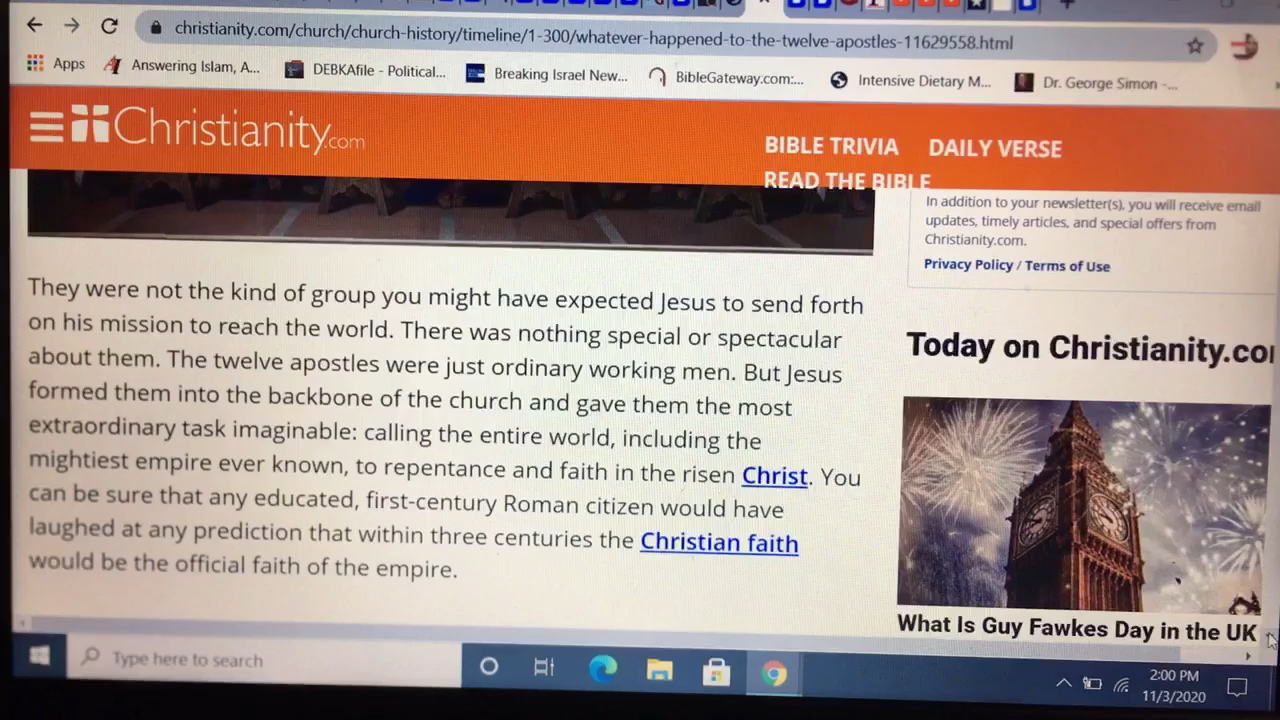 christianity.com/church/church-history/timeline/1-300/whatever-happened-to-the-twelve-apostles-11629558.html
Apps
Answering Islam, A...
DEBKAfile - Political...
Breaking Israel New...
BibleGateway.com:...
Intensive Dietary M...
Dr. George Simon -...
Christianity.com
BIBLE TRIVIA
DAILY VERSE
READ THE BIBLE
They were not the kind of group you might have expected Jesus to send forth
on his mission to reach the world. There was nothing special or spectacular
about them. The twelve apostles were just ordinary working men. But Jesus
formed them into the backbone of the church and gave them the most
extraordinary task imaginable: calling the entire world, including the
mightiest empire ever known, to repentance and faith in the risen Christ. You
can be sure that any educated, first-century Roman citizen would have
laughed at any prediction that within three centuries the Christian faith
would be the official faith of the empire.
In addition to your newsletter(s), you will receive email
updates, timely articles, and special offers from
Christianity.com.
Privacy Policy / Terms of Use
Today on Christianity.co
What Is Guy Fawkes Day in the UK
Type here to search
2:00 PM
11/3/2020